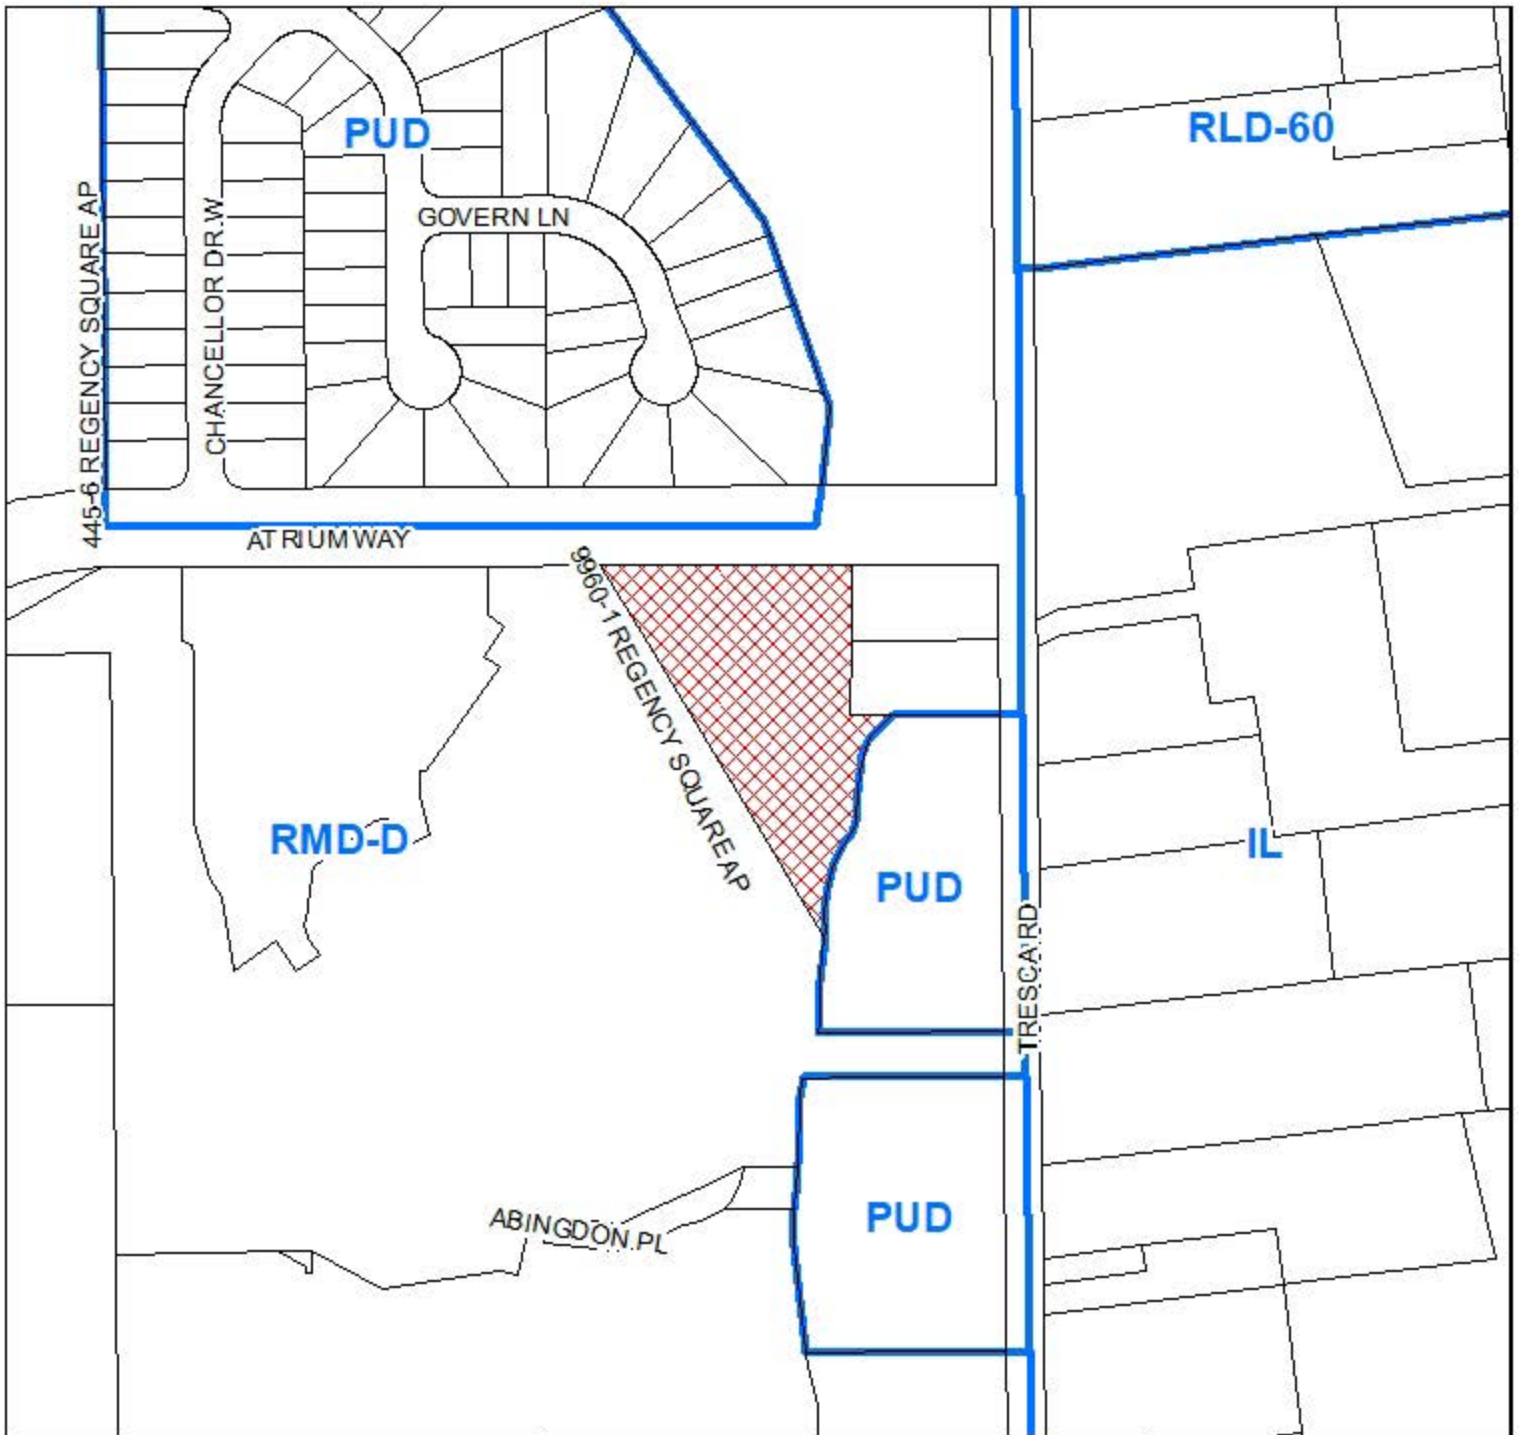 PUD
RLD-60
GOVERN LN
CHANCELLOR DR.W
445-6 REGENCY SQUARE AP
ATRIUM WAY
9960-1 REGENCY SQUARE AP
RMD-D
PUD
IL
TRESCA RD
PUD
ABINGDON PL